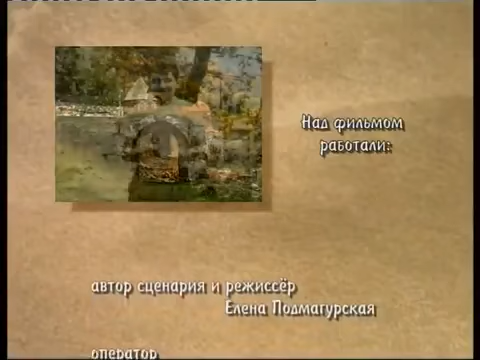 Над фильмом
работали:
автор сценария и режиссёр
Елена Подмагурская
оператор